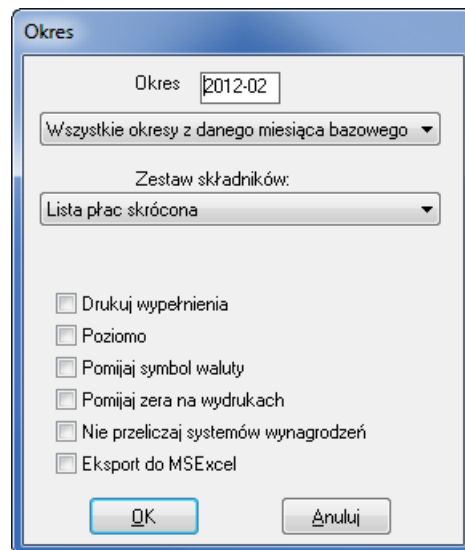 Okres
Okres 2012-02
Wszystkie okresy z danego miesiąca bazowego
Zestaw składników:
Lista płac skrócona
Drukuj wypełnienia
Poziomo
Pomijaj symbol waluty
Pomijaj zera na wydrukach
Nie przeliczaj systemów wynagrodzeń
Eksport do MSExcel
OK Anuluj